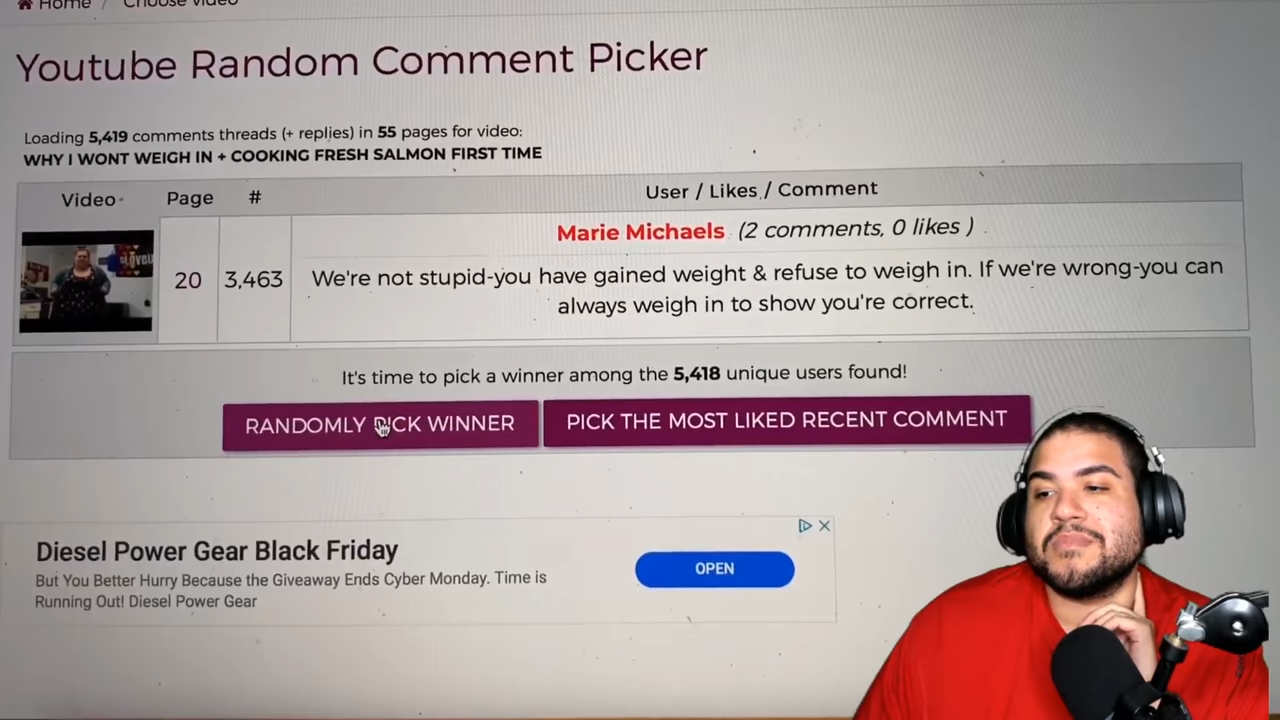 Home / Choose video
Youtube Random Comment Picker
Loading 5,419 comments threads (+ replies) in 55 pages for video:
WHY I WONT WEIGH IN + COOKING FRESH SALMON FIRST TIME
Video Page # User / Likes / Comment
Marie Michaels (2 comments, 0 likes )
20 3,463 We're not stupid-you have gained weight & refuse to weigh in. If we're wrong-you can
always weigh in to show you're correct.
It's time to pick a winner among the 5,418 unique users found!
RANDOMLY PICK WINNER PICK THE MOST LIKED RECENT COMMENT
Diesel Power Gear Black Friday
But You Better Hurry Because the Giveaway Ends Cyber Monday. Time is
Running Out! Diesel Power Gear
OPEN